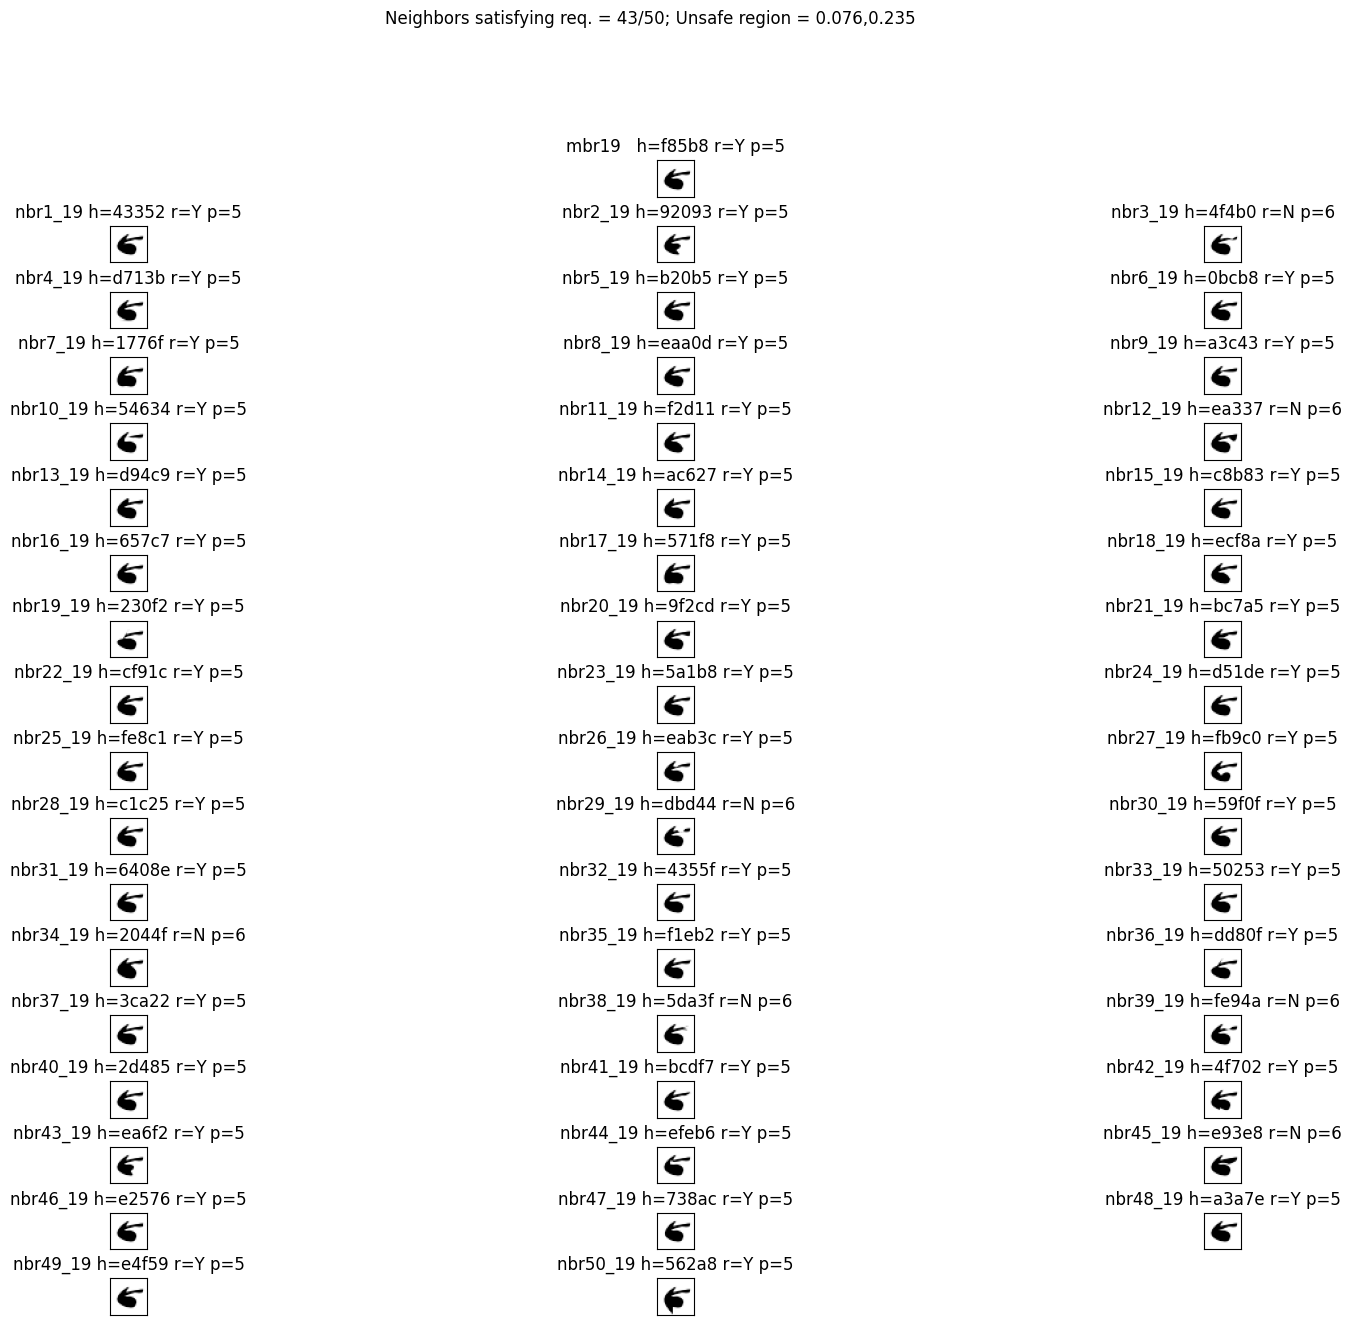 Neighbors satisfying req. = 43/50; Unsafe region = 0.076,0.235
mbr19 h=f85b8 r=Y p=5
nbr1_19 h=43352 r=Y p=5
nbr2_19 h=92093 r=Y p=5
nbr3_19 h=4f4b0 r=N p=6
nbr4_19 h=d713b r=Y p=5
nbr5_19 h=b20b5 r=Y p=5
nbr6_19 h=0bcb8 r=Y p=5
nbr7_19 h=1776f r=Y p=5
nbr8_19 h=eaa0d r=Y p=5
nbr9_19 h=a3c43 r=Y p=5
nbr10_19 h=54634 r=Y p=5
nbr11_19 h=f2d11 r=Y p=5
nbr12_19 h=ea337 r=N p=6
nbr13_19 h=d94c9 r=Y p=5
nbr14_19 h=ac627 r=Y p=5
nbr15_19 h=c8b83 r=Y p=5
nbr16_19 h=657c7 r=Y p=5
nbr17_19 h=571f8 r=Y p=5
nbr18_19 h=ecf8a r=Y p=5
nbr19_19 h=230f2 r=Y p=5
nbr20_19 h=9f2cd r=Y p=5
nbr21_19 h=bc7a5 r=Y p=5
nbr22_19 h=cf91c r=Y p=5
nbr23_19 h=5a1b8 r=Y p=5
nbr24_19 h=d51de r=Y p=5
nbr25_19 h=fe8c1 r=Y p=5
nbr26_19 h=eab3c r=Y p=5
nbr27_19 h=fb9c0 r=Y p=5
nbr28_19 h=c1c25 r=Y p=5
nbr29_19 h=dbd44 r=N p=6
nbr30_19 h=59f0f r=Y p=5
nbr31_19 h=6408e r=Y p=5
nbr32_19 h=4355f r=Y p=5
nbr33_19 h=50253 r=Y p=5
nbr34_19 h=2044f r=N p=6
nbr35_19 h=f1eb2 r=Y p=5
nbr36_19 h=dd80f r=Y p=5
nbr37_19 h=3ca22 r=Y p=5
nbr38_19 h=5da3f r=N p=6
nbr39_19 h=fe94a r=N p=6
nbr40_19 h=2d485 r=Y p=5
nbr41_19 h=bcdf7 r=Y p=5
nbr42_19 h=4f702 r=Y p=5
nbr43_19 h=ea6f2 r=Y p=5
nbr44_19 h=efeb6 r=Y p=5
nbr45_19 h=e93e8 r=N p=6
nbr46_19 h=e2576 r=Y p=5
nbr47_19 h=738ac r=Y p=5
nbr48_19 h=a3a7e r=Y p=5
nbr49_19 h=e4f59 r=Y p=5
nbr50_19 h=562a8 r=Y p=5